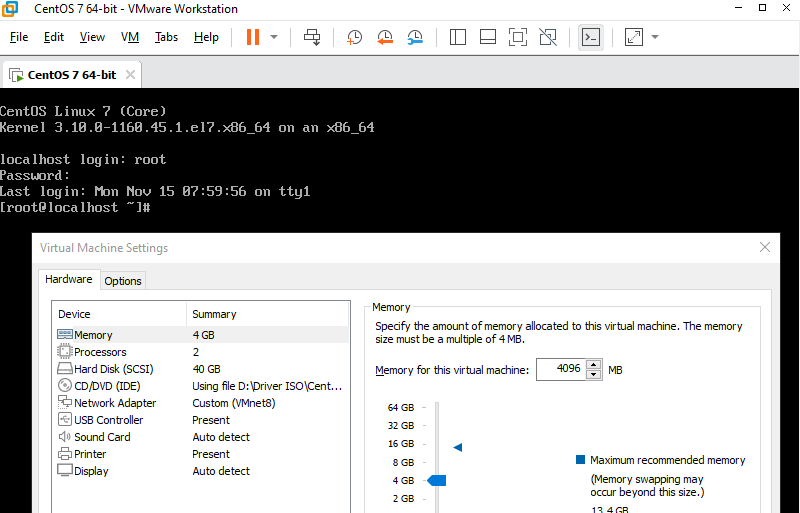 CentOS 7 64-bit - VMware Workstation
File Edit View VM Tabs Help
CentOS 7 64-bit
CentOS Linux 7 (Core)
Kernel 3.10.0-1160.45.1.el7.x86_64 on an x86_64
localhost login: root
Password:
Last login: Mon Nov 15 07:59:56 on tty1
[root@localhost ~]#
Virtual Machine Settings
Hardware Options
Device Summary
Memory 4 GB
Processors 2
Hard Disk (SCSI) 40 GB
CD/DVD (IDE) Using file D:\Driver ISO\Cent...
Network Adapter Custom (VMnet8)
USB Controller Present
Sound Card Auto detect
Printer Present
Display Auto detect
Memory
Specify the amount of memory allocated to this virtual machine. The memory
size must be a multiple of 4 MB.
Memory for this virtual machine: 4096 MB
64 GB
32 GB
16 GB
8 GB
4 GB
2 GB
Maximum recommended memory
(Memory swapping may
occur beyond this size.)
13.4 GB